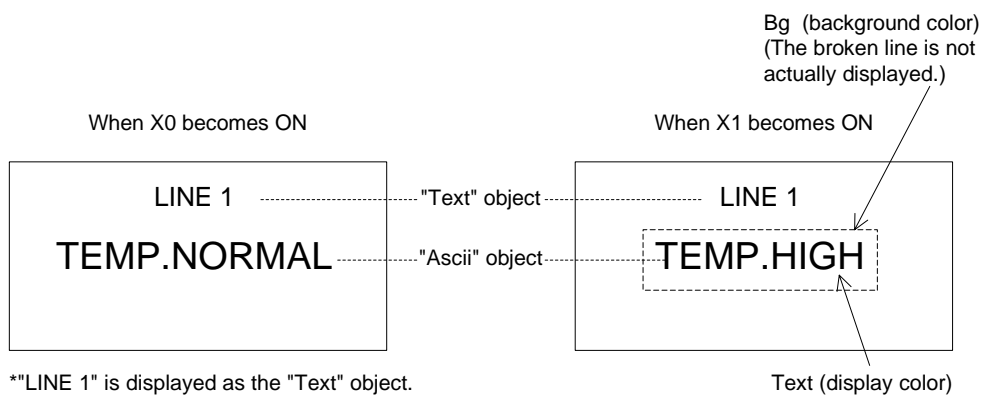 Bg (background color)
(The broken line is not
actually displayed.)
When X0 becomes ON
When X1 becomes ON
LINE 1
"Text" object
LINE 1
TEMP.NORMAL
"Ascii" object
TEMP.HIGH
*"LINE 1" is displayed as the "Text" object.
Text (display color)